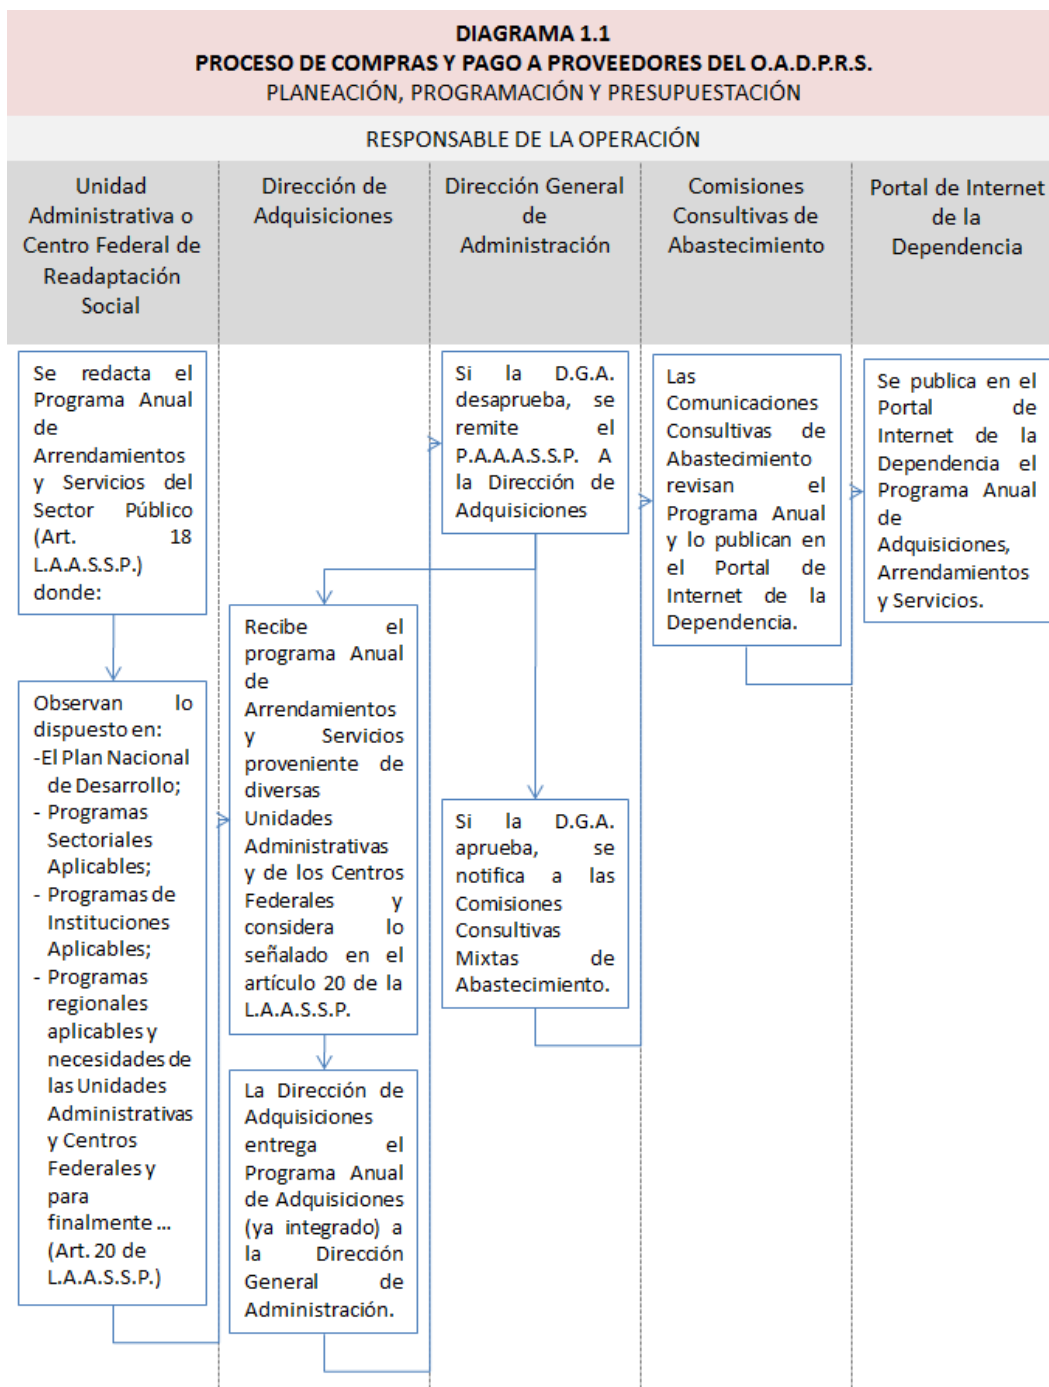 DIAGRAMA 1.1
PROCESO DE COMPRAS Y PAGO A PROVEEDORES DEL O.A.D.P.R.S.
PLANEACIÓN, PROGRAMACIÓN Y PRESUPUESTACIÓN
RESPONSABLE DE LA OPERACIÓN
Unidad
Administrativa o
Centro Federal de
Readaptación
Social
Dirección de
Adquisiciones
Dirección General
de
Administración
Comisiones
Consultivas de
Abastecimiento
Portal de Internet
de la
Dependencia
Se redacta el
Programa Anual
de
Arrendamientos
y Servicios del
Sector Público
(Art. 18
L.A.A.S.S.P.)
donde:
Observan lo
dispuesto en:
-El Plan Nacional
de Desarrollo;
- Programas
Sectoriales
Aplicables;
- Programas de
Instituciones
Aplicables;
- Programas
regionales
aplicables y
necesidades de
las Unidades
Administrativas
y Centros
Federales y
para
finalmente ...
(Art. 20 de
L.A.A.S.S.P.)
Recibe el
programa Anual
de
Arrendamientos
y Servicios
proveniente de
diversas
Unidades
Administrativas
y de los Centros
Federales y
considera lo
señalado en el
artículo 20 de la
L.A.A.S.S.P.
La Dirección de
Adquisiciones
entrega el
Programa Anual
de Adquisiciones
(ya integrado) a
la Dirección
General de
Administración.
Si la D.G.A.
desaprueba, se
remite el
P.A.A.A.S.S.P. A
la Dirección de
Adquisiciones
Si la D.G.A.
aprueba, se
notifica a las
Comisiones
Consultivas
Mixtas de
Abastecimiento.
Las
Comunicaciones
Consultivas de
Abastecimiento
revisan el
Programa Anual
y lo publican en
el Portal de
Internet de la
Dependencia.
Se publica en el
Portal de
Internet de la
Dependencia el
Programa Anual
de
Adquisiciones,
Arrendamientos
y Servicios.